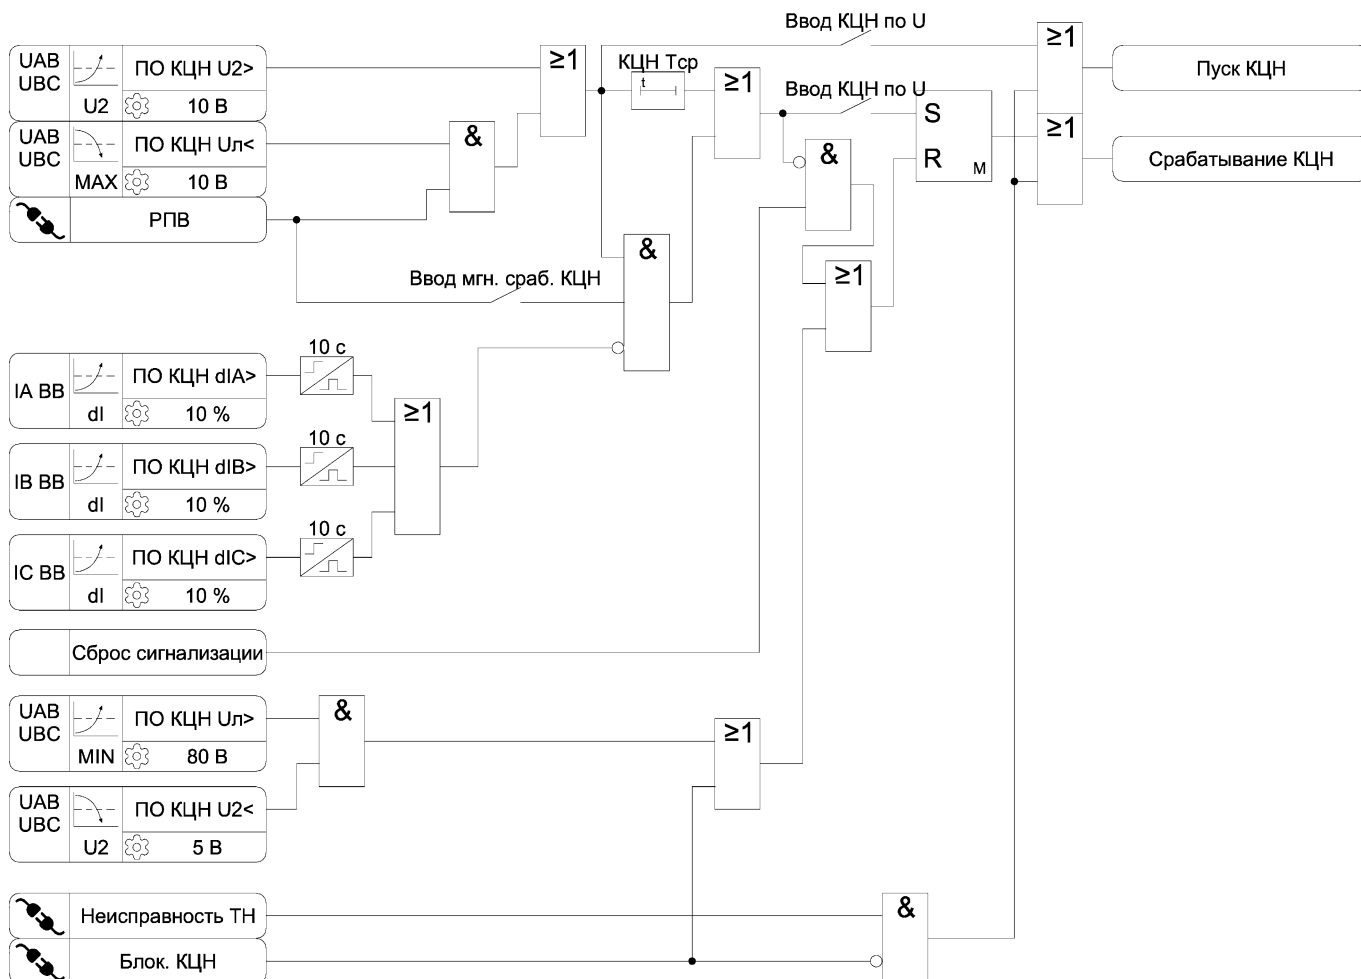 Ввод КЦН по U
≥1
≥1
UAB
UBC
ПО КЦН U2>
U2
10 В
КЦН Тср
t
≥1
Ввод КЦН по U
Пуск КЦН
UAB
UBC
ПО КЦН Uл<
MAX
10 В
&
&
S
R
М
≥1
Срабатывание КЦН
РПВ
&
Ввод мгн. сраб. КЦН
≥1
IA ВВ
ПО КЦН dIA>
dI
10 %
10 с
≥1
IB ВВ
ПО КЦН dIB>
dI
10 %
10 с
IC ВВ
ПО КЦН dIC>
dI
10 %
10 с
Сброс сигнализации
UAB
UBC
ПО КЦН Uл>
MIN
80 В
&
≥1
UAB
UBC
ПО КЦН U2<
U2
5 В
Неисправность ТН
&
Блок. КЦН